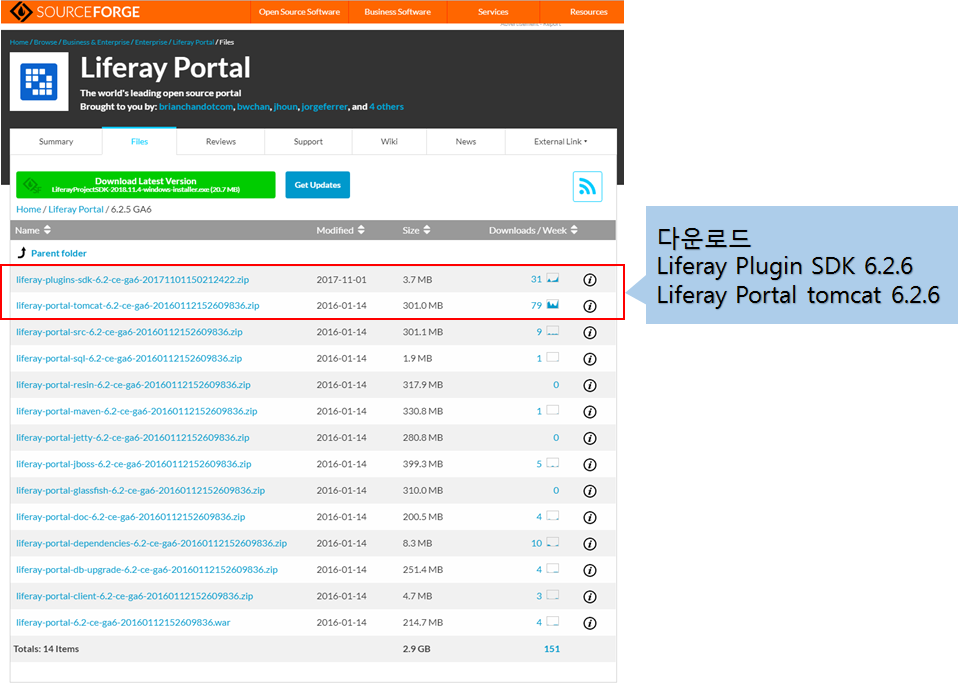 SOURCEFORGE
Open Source Software Business Software Services Resources
Advertisement - Report
Home / Browse / Business & Enterprise / Enterprise / Liferay Portal / Files
Liferay Portal
The world's leading open source portal
Brought to you by: brianchandotcom, bwchan, jhoun, jorgeferrer, and 4 others
Summary Files Reviews Support Wiki News External Link
Download Latest Version
LiferayProjectSDK-2018.11.4-windows-installer.exe (20.7 MB)
Get Updates
Home / Liferay Portal / 6.2.5 GA6
Name Modified Size Downloads / Week
Parent folder
liferay-plugins-sdk-6.2-ce-ga6-20171101150212422.zip 2017-11-01 3.7 MB 31 i
liferay-portal-tomcat-6.2-ce-ga6-20160112152609836.zip 2016-01-14 301.0 MB 79 i
liferay-portal-src-6.2-ce-ga6-20160112152609836.zip 2016-01-14 301.1 MB 9 i
liferay-portal-sql-6.2-ce-ga6-20160112152609836.zip 2016-01-14 1.9 MB 1 i
liferay-portal-resin-6.2-ce-ga6-20160112152609836.zip 2016-01-14 317.9 MB 0 i
liferay-portal-maven-6.2-ce-ga6-20160112152609836.zip 2016-01-14 330.8 MB 1 i
liferay-portal-jetty-6.2-ce-ga6-20160112152609836.zip 2016-01-14 280.8 MB 0 i
liferay-portal-jboss-6.2-ce-ga6-20160112152609836.zip 2016-01-14 399.3 MB 5 i
liferay-portal-glassfish-6.2-ce-ga6-20160112152609836.zip 2016-01-14 310.0 MB 0 i
liferay-portal-doc-6.2-ce-ga6-20160112152609836.zip 2016-01-14 200.5 MB 4 i
liferay-portal-dependencies-6.2-ce-ga6-20160112152609836.zip 2016-01-14 8.3 MB 10 i
liferay-portal-db-upgrade-6.2-ce-ga6-20160112152609836.zip 2016-01-14 251.4 MB 4 i
liferay-portal-client-6.2-ce-ga6-20160112152609836.zip 2016-01-14 4.7 MB 3 i
liferay-portal-6.2-ce-ga6-20160112152609836.war 2016-01-14 214.7 MB 4 i
Totals: 14 Items 2.9 GB 151
다운로드
Liferay Plugin SDK 6.2.6
Liferay Portal tomcat 6.2.6